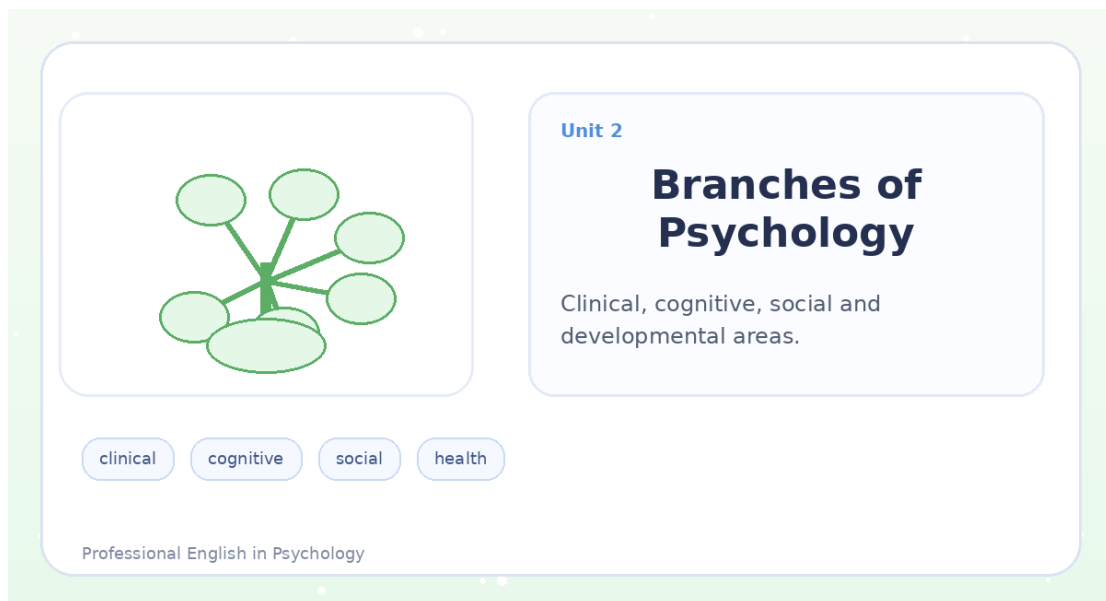 Unit 2
Branches of
Psychology
Clinical, cognitive, social and
developmental areas.
clinical
cognitive
social
health
Professional English in Psychology